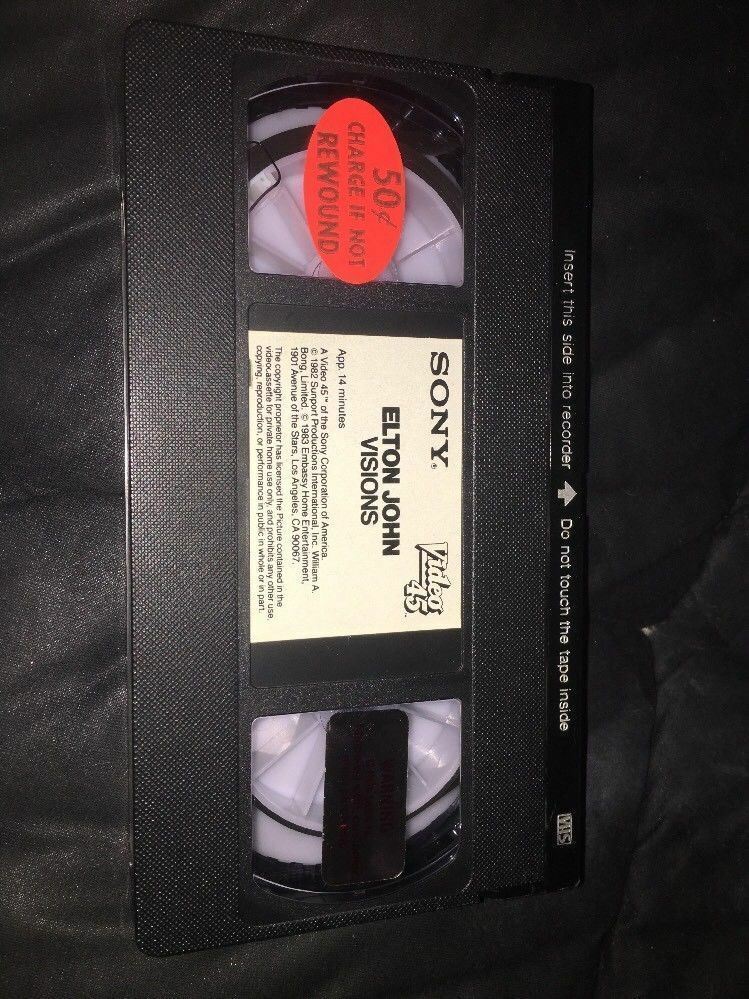 Insert this side into recorder Do not touch the tape inside
VHS
50¢
CHARGE IF NOT
REWOUND
SONY®
Video 45™
ELTON JOHN
VISIONS
App. 14 minutes
A Video 45™ of the Sony Corporation of America.
© 1982 Sunport Productions International, Inc. William A.
Bong, Limited. © 1983 Embassy Home Entertainment,
1901 Avenue of the Stars, Los Angeles, CA 90067.
The copyright proprietor has licensed the Picture contained in the
videocassette for private home use only, and prohibits any other use,
copying, reproduction, or performance in public in whole or in part.
WARNING